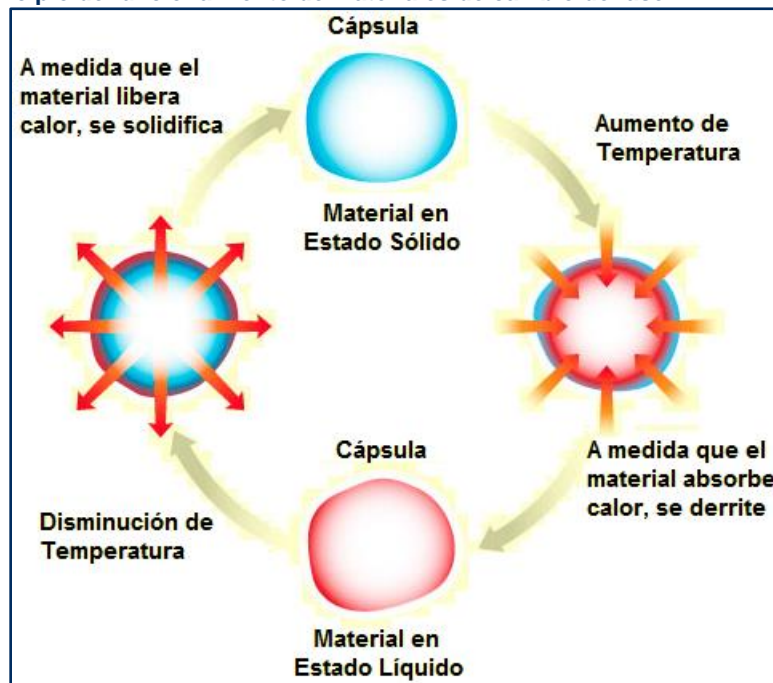 Cápsula
A medida que el
material libera
calor, se solidifica
Aumento de
Temperatura
Material en
Estado Sólido
Cápsula
A medida que el
material absorbe
calor, se derrite
Disminución de
Temperatura
Material en
Estado Líquido